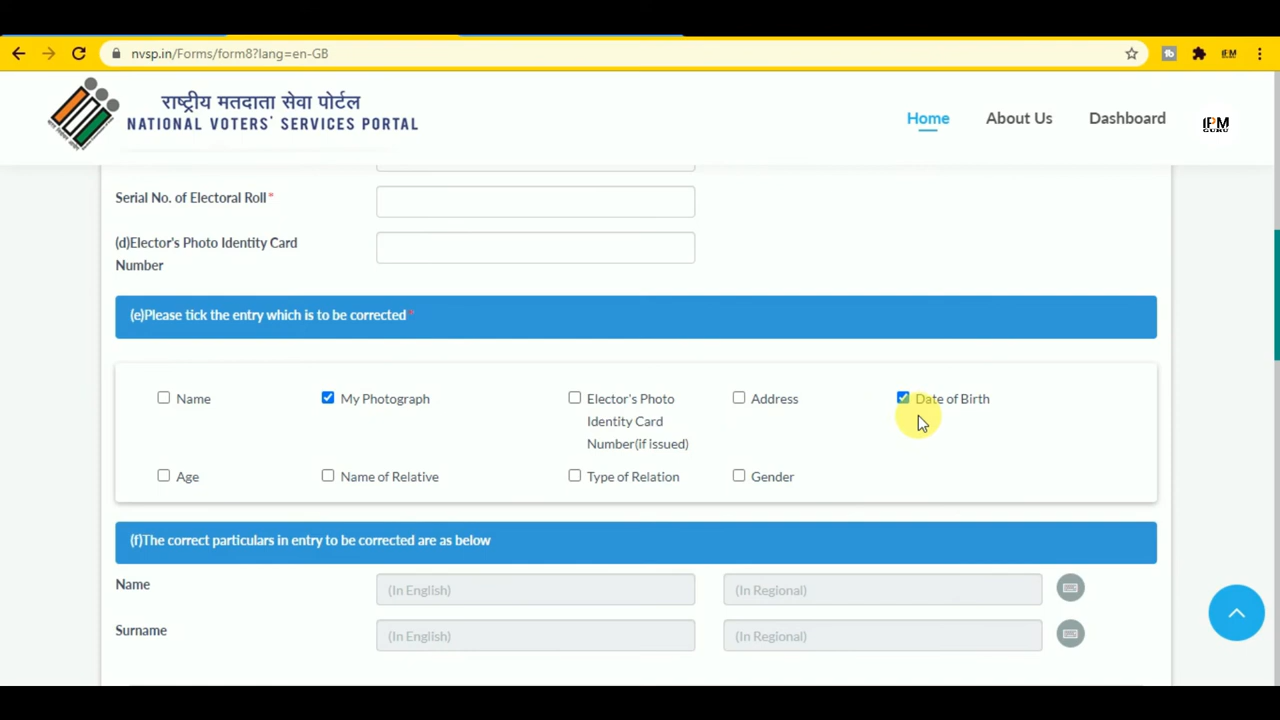 nvsp.in/Forms/form8?lang=en-GB
राष्ट्रीय मतदाता सेवा पोर्टल
NATIONAL VOTERS' SERVICES PORTAL
Home About Us Dashboard
IPM
GURU
Serial No. of Electoral Roll*
(d)Elector's Photo Identity Card
Number
(e)Please tick the entry which is to be corrected *
Name My Photograph Elector's Photo Address Date of Birth
Identity Card
Number(if issued)
Age Name of Relative Type of Relation Gender
(f)The correct particulars in entry to be corrected are as below
Name (In English) (In Regional)
Surname (In English) (In Regional)